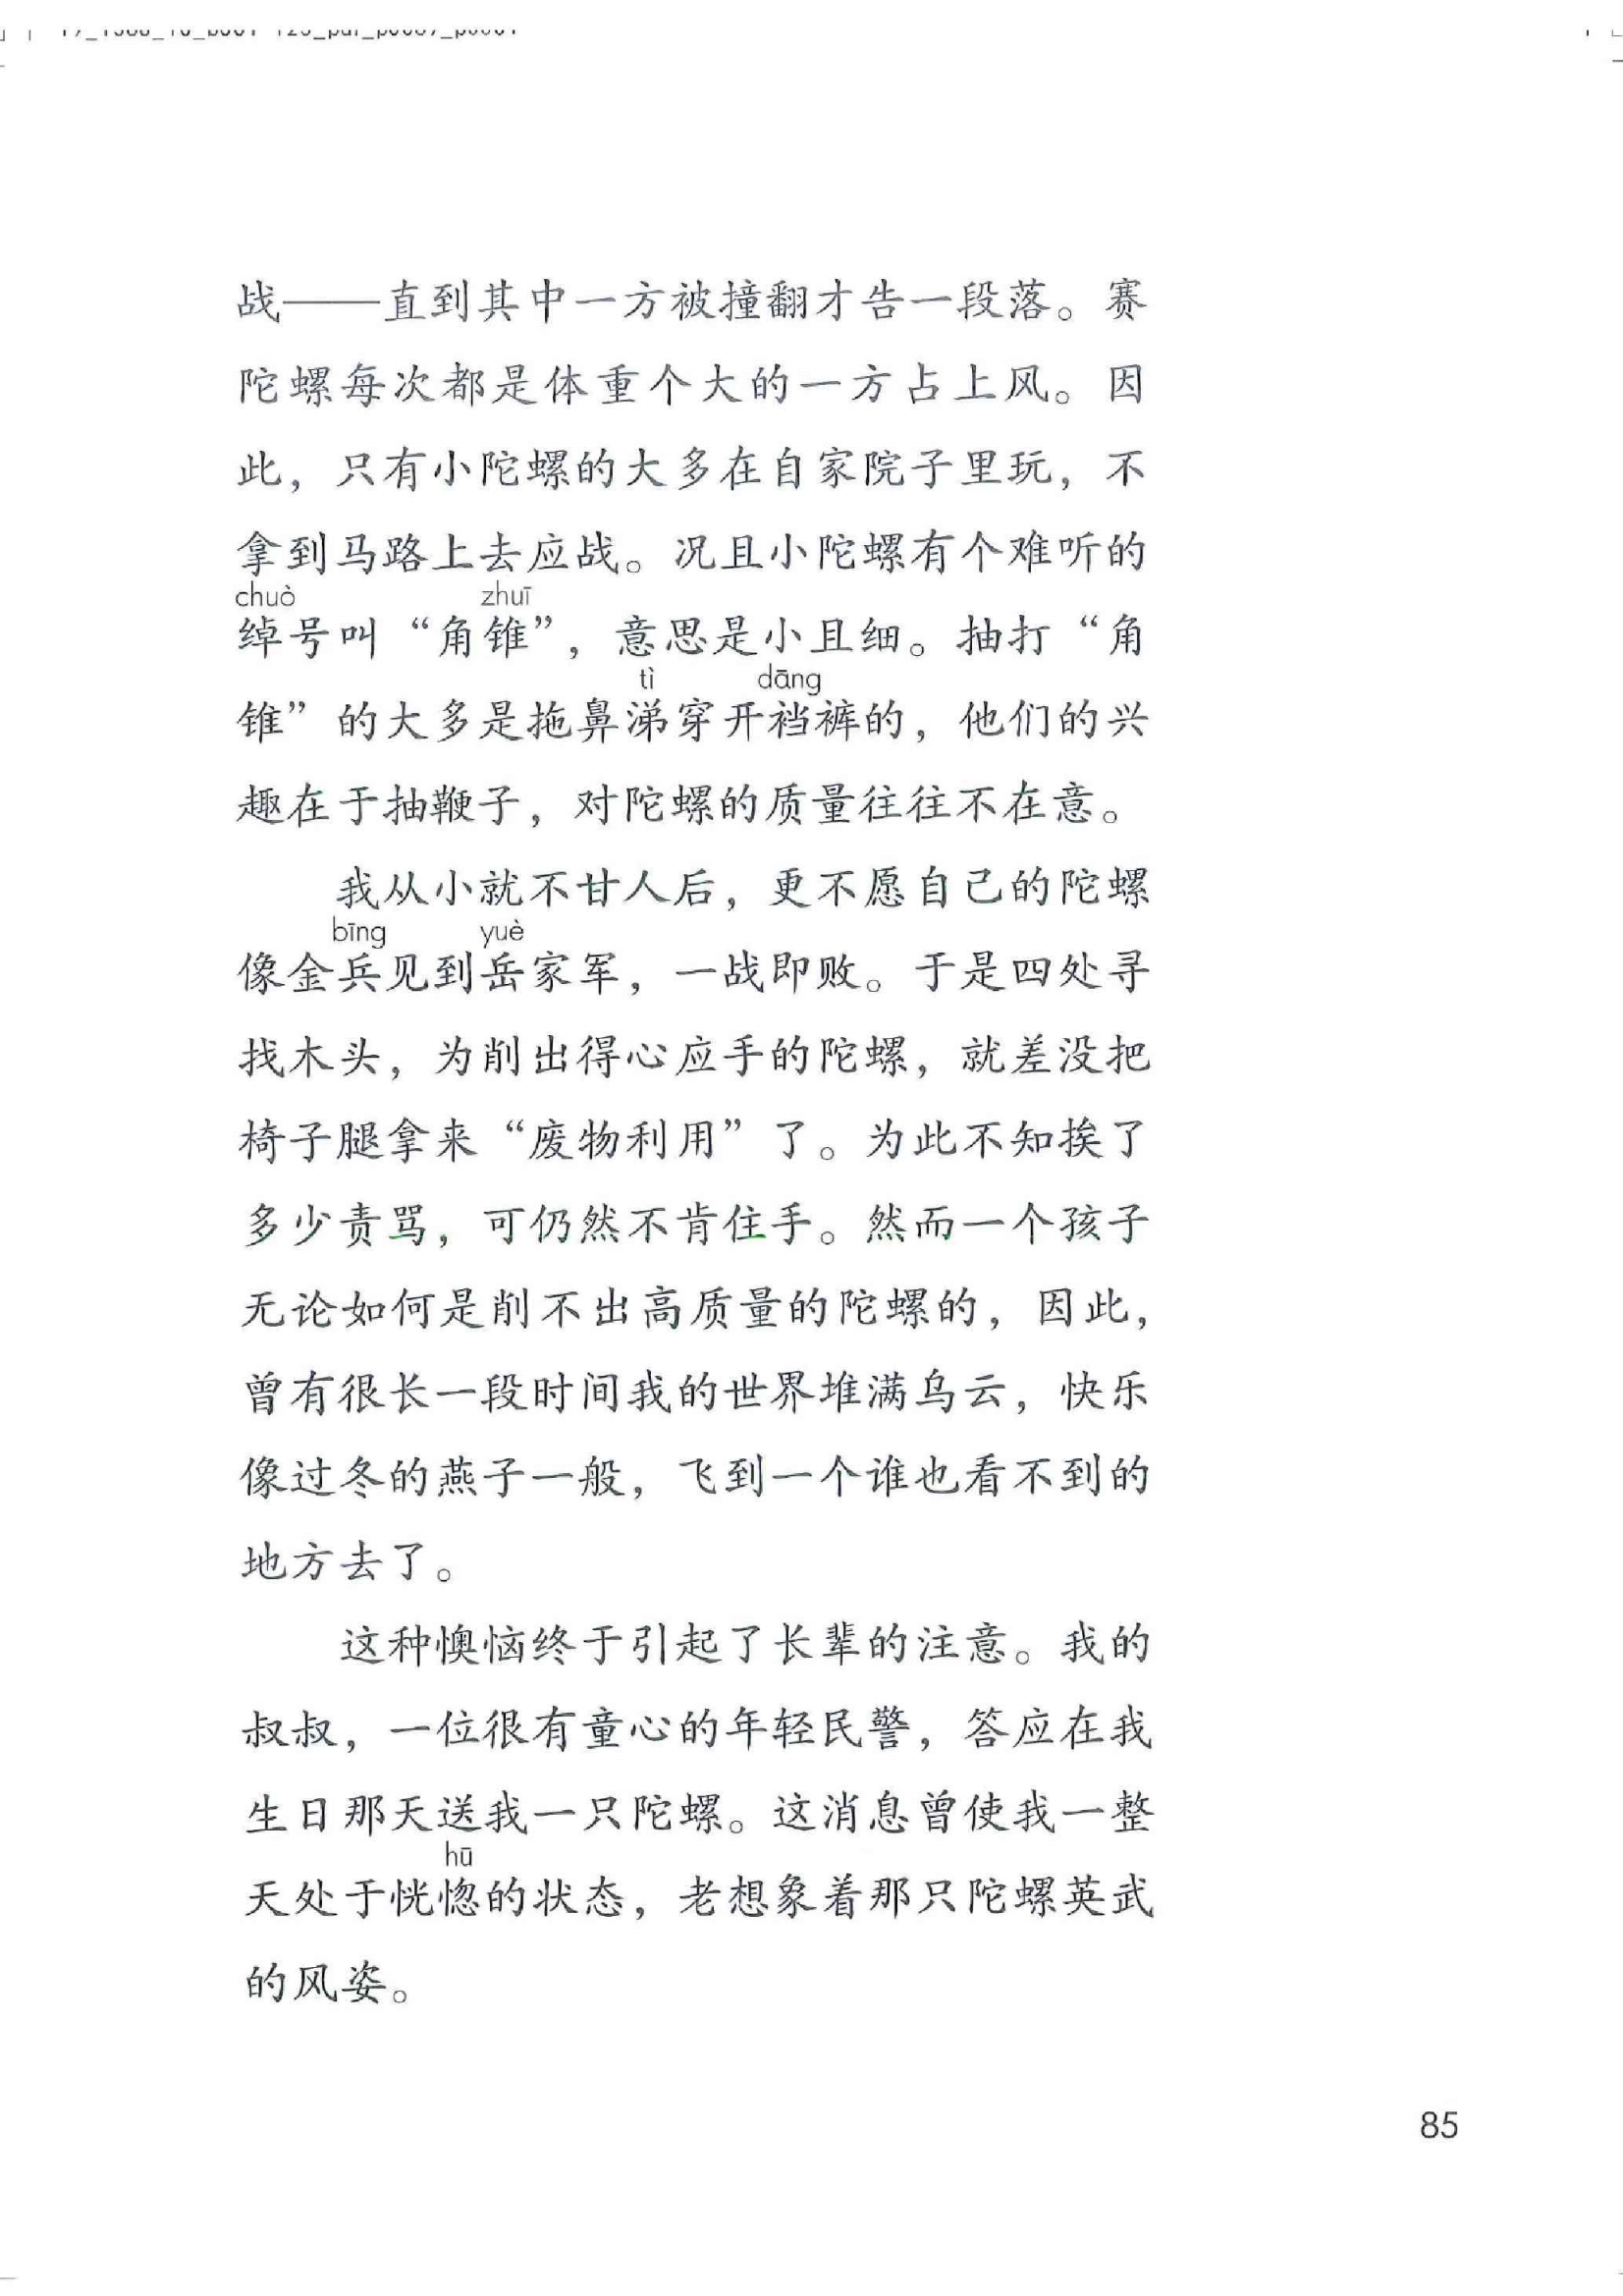 战——直到其中一方被撞翻才告一段落。赛
陀螺每次都是体重个大的一方占上风。因
此，只有小陀螺的大多在自家院子里玩，不
拿到马路上去应战。况且小陀螺有个难听的
chuò zhuī
绰号叫“角锥”，意思是小且细。抽打“角
tì dāng
锥”的大多是拖鼻涕穿开裆裤的，他们的兴
趣在于抽鞭子，对陀螺的质量往往不在意。
我从小就不甘人后，更不愿自己的陀螺
bīng yuè
像金兵见到岳家军，一战即败。于是四处寻
找木头，为削出得心应手的陀螺，就差没把
椅子腿拿来“废物利用”了。为此不知挨了
多少责骂，可仍然不肯住手。然而一个孩子
无论如何是削不出高质量的陀螺的，因此，
曾有很长一段时间我的世界堆满乌云，快乐
像过冬的燕子一般，飞到一个谁也看不到的
地方去了。
这种懊恼终于引起了长辈的注意。我的
叔叔，一位很有童心的年轻民警，答应在我
生日那天送我一只陀螺。这消息曾使我一整
hū
天处于恍惚的状态，老想象着那只陀螺英武
的风姿。
85